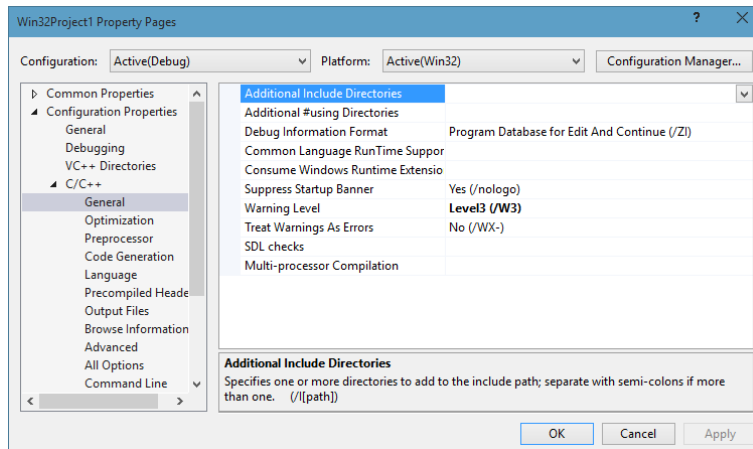 Win32Project1 Property Pages
? X
Configuration: Active(Debug) Platform: Active(Win32) Configuration Manager...
Common Properties
Configuration Properties
General
Debugging
VC++ Directories
C/C++
General
Optimization
Preprocessor
Code Generation
Language
Precompiled Heade
Output Files
Browse Information
Advanced
All Options
Command Line
Additional Include Directories
Additional #using Directories
Debug Information Format Program Database for Edit And Continue (/ZI)
Common Language RunTime Suppor
Consume Windows Runtime Extensio
Suppress Startup Banner Yes (/nologo)
Warning Level Level3 (/W3)
Treat Warnings As Errors No (/WX-)
SDL checks
Multi-processor Compilation
Additional Include Directories
Specifies one or more directories to add to the include path; separate with semi-colons if more
than one. (/I[path])
OK Cancel Apply